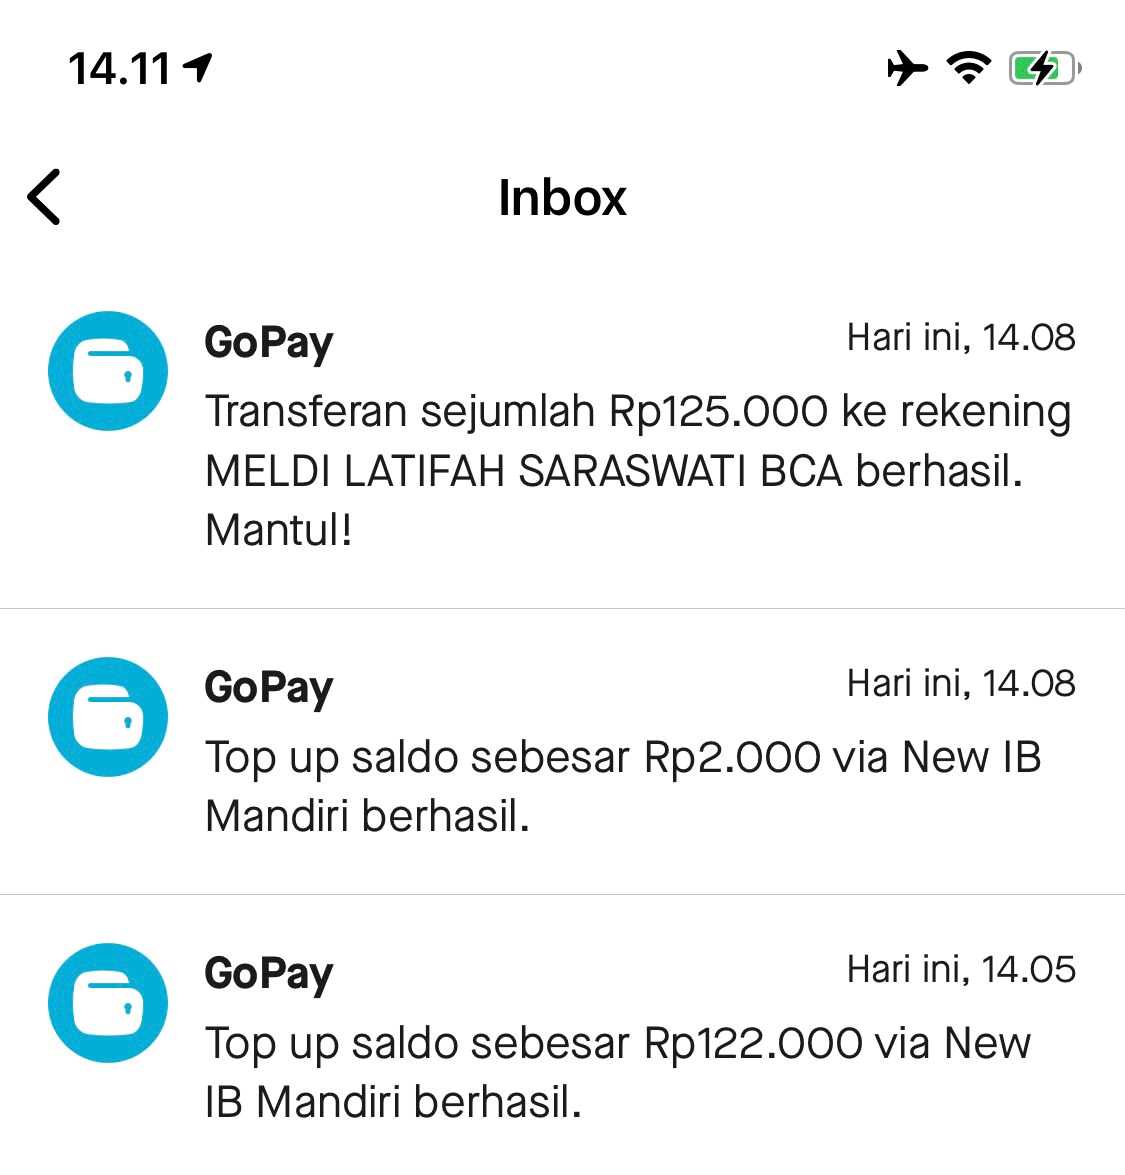 14.11
Inbox
GoPay
Hari ini, 14.08
Transferan sejumlah Rp125.000 ke rekening
MELDI LATIFAH SARASWATI BCA berhasil.
Mantul!
GoPay
Hari ini, 14.08
Top up saldo sebesar Rp2.000 via New IB
Mandiri berhasil.
GoPay
Hari ini, 14.05
Top up saldo sebesar Rp122.000 via New
IB Mandiri berhasil.